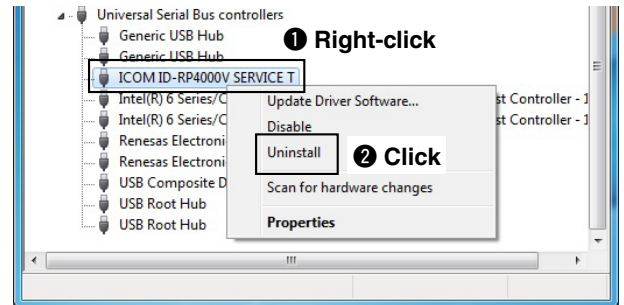 Universal Serial Bus controllers
Generic USB Hub
❶ Right-click
Generic USB Hub
ICOM ID-RP4000V SERVICE T
Intel(R) 6 Series/C
Update Driver Software...
st Controller - 1
Intel(R) 6 Series/C
Disable
st Controller - 1
Renesas Electroni
Uninstall
❷ Click
Renesas Electroni
USB Composite D
Scan for hardware changes
USB Root Hub
USB Root Hub
Properties